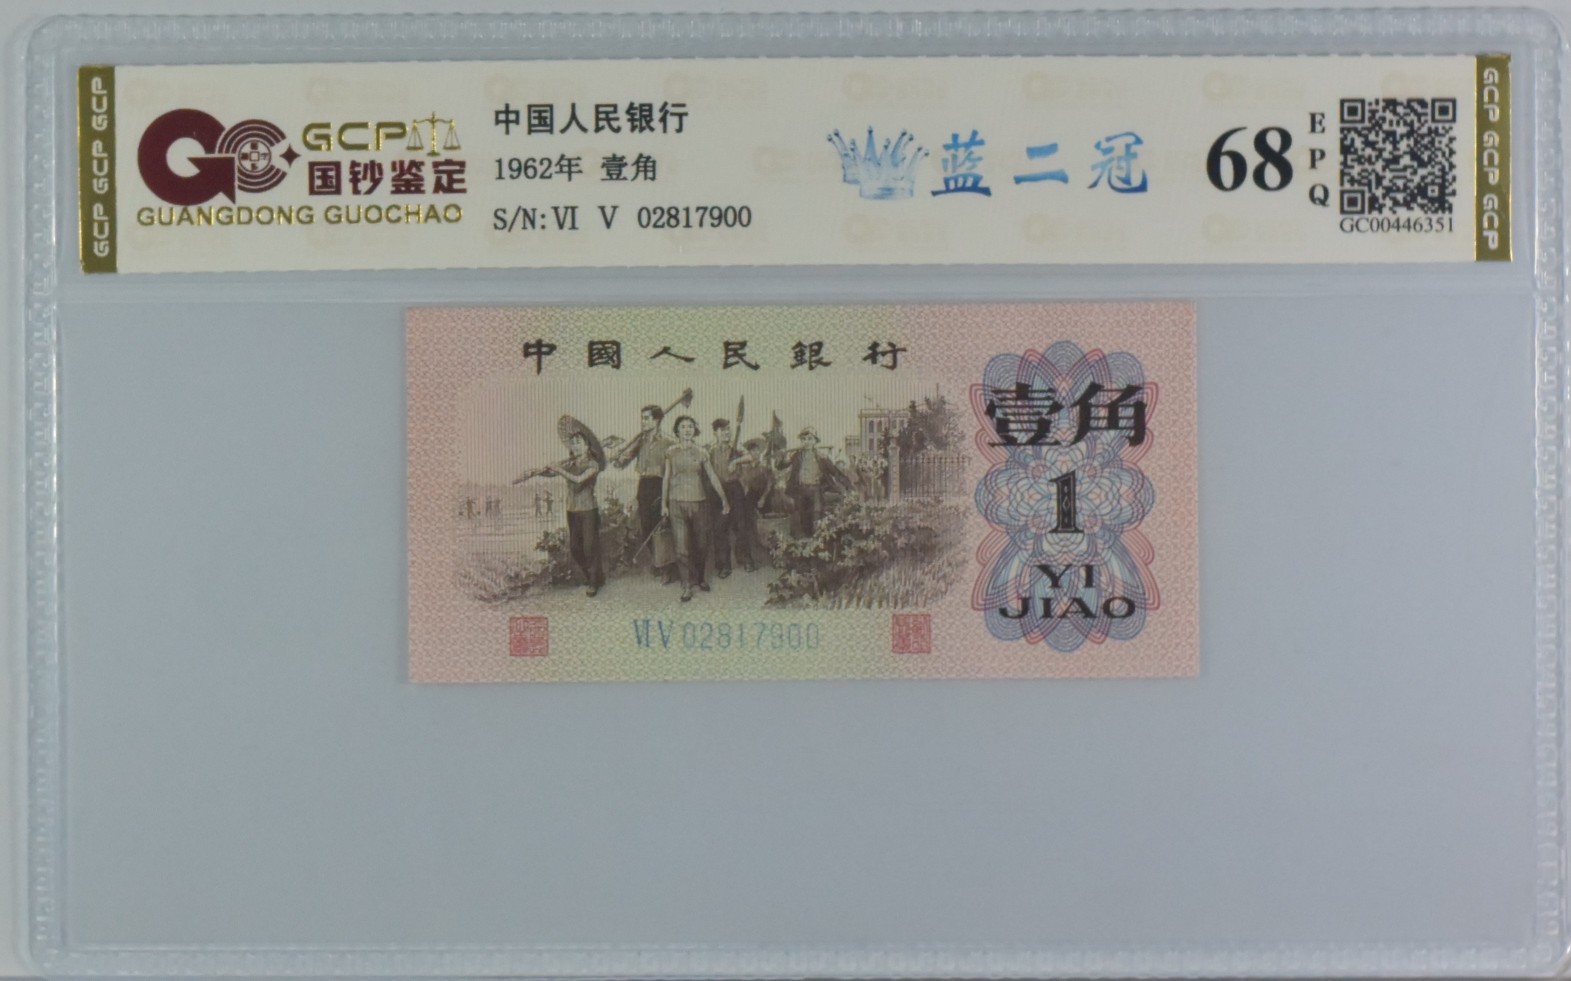 GCP GCP GCP
GCP
国钞鉴定
GUANGDONG GUOCHAO
中国人民银行
1962年 壹角
S/N: Ⅵ Ⅴ 02817900
蓝二冠
68
EPQ
GC00446351
GCP GCP GCP
中國人民銀行
壹角
1
YI
JIAO
ⅥⅤ02817900